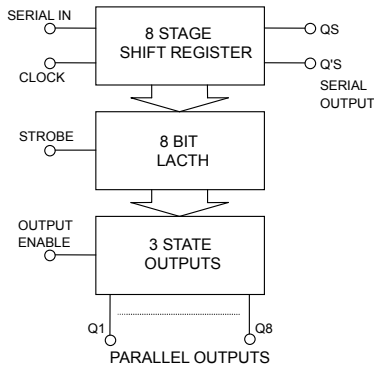 SERIAL IN
CLOCK
8 STAGE
SHIFT REGISTER
QS
Q'S
SERIAL
OUTPUT
STROBE
8 BIT
LACTH
OUTPUT
ENABLE
3 STATE
OUTPUTS
Q1
Q8
PARALLEL OUTPUTS